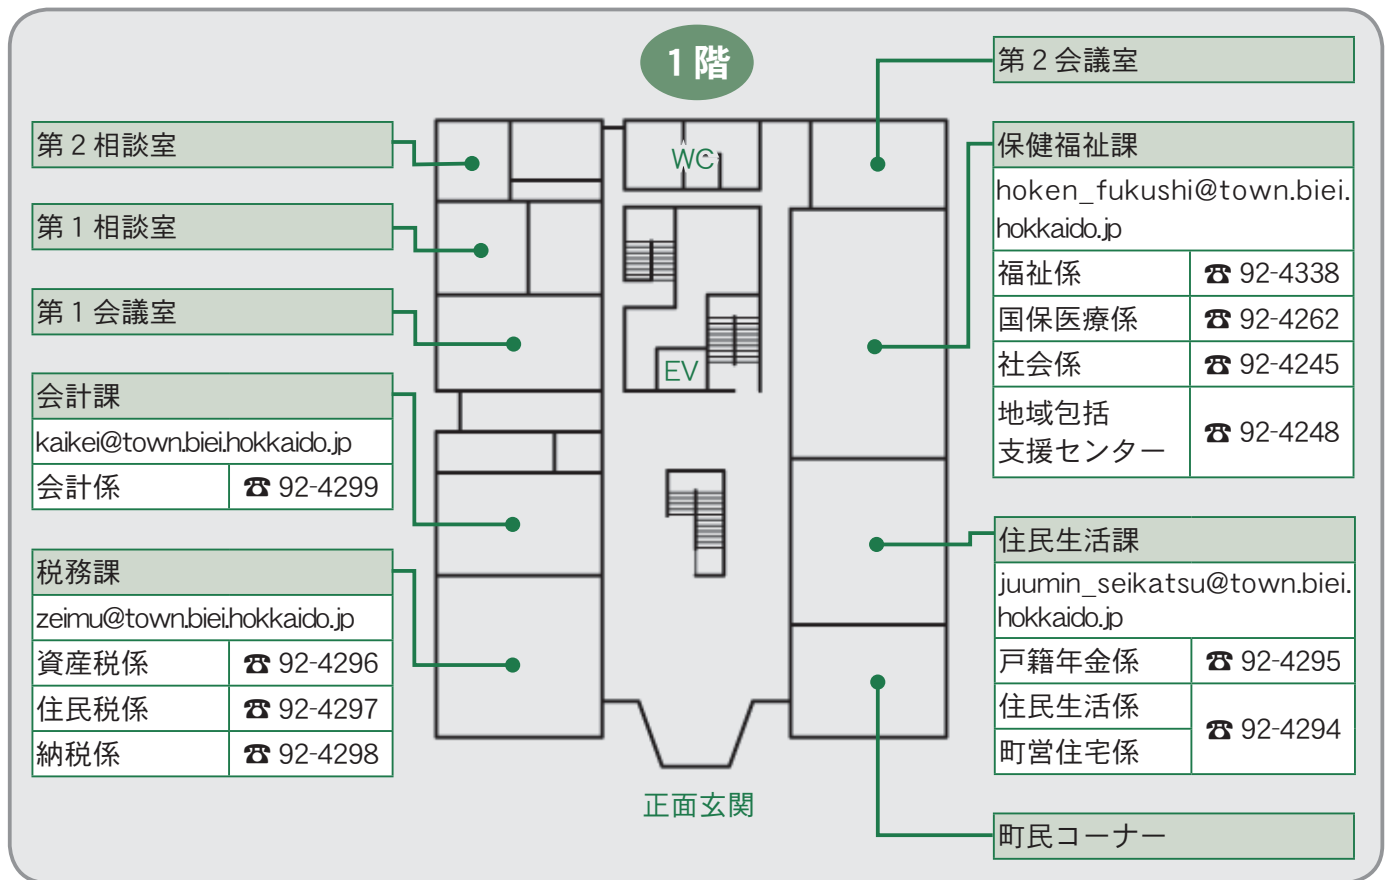 1階
第2相談室
第1相談室
第1会議室
会計課
kaikei@town.biei.hokkaido.jp
会計係 ☎ 92-4299
税務課
zeimu@town.biei.hokkaido.jp
資産税係 ☎ 92-4296
住民税係 ☎ 92-4297
納税係 ☎ 92-4298
WC
EV
正面玄関
第2会議室
保健福祉課
hoken_fukushi@town.biei.
hokkaido.jp
福祉係 ☎ 92-4338
国保医療係 ☎ 92-4262
社会係 ☎ 92-4245
地域包括
支援センター ☎ 92-4248
住民生活課
juumin_seikatsu@town.biei.
hokkaido.jp
戸籍年金係 ☎ 92-4295
住民生活係
町営住宅係 ☎ 92-4294
町民コーナー